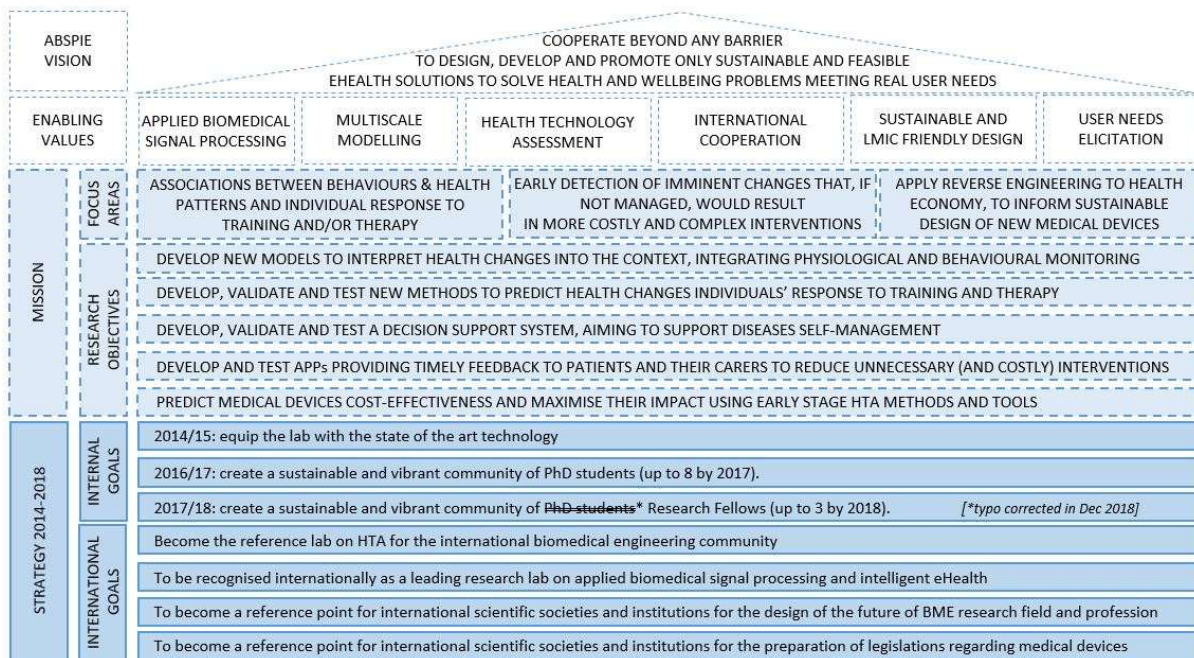 ABSPIE
VISION
COOPERATE BEYOND ANY BARRIER
TO DESIGN, DEVELOP AND PROMOTE ONLY SUSTAINABLE AND FEASIBLE
EHEALTH SOLUTIONS TO SOLVE HEALTH AND WELLBEING PROBLEMS MEETING REAL USER NEEDS
ENABLING
VALUES
APPLIED BIOMEDICAL
SIGNAL PROCESSING
MULTISCALE
MODELLING
HEALTH TECHNOLOGY
ASSESSMENT
INTERNATIONAL
COOPERATION
SUSTAINABLE AND
LMIC FRIENDLY DESIGN
USER NEEDS
ELICITATION
MISSION
FOCUS
AREAS
ASSOCIATIONS BETWEEN BEHAVIOURS & HEALTH
PATTERNS AND INDIVIDUAL RESPONSE TO
TRAINING AND/OR THERAPY
EARLY DETECTION OF IMMINENT CHANGES THAT, IF
NOT MANAGED, WOULD RESULT
IN MORE COSTLY AND COMPLEX INTERVENTIONS
APPLY REVERSE ENGINEERING TO HEALTH
ECONOMY, TO INFORM SUSTAINABLE
DESIGN OF NEW MEDICAL DEVICES
RESEARCH
OBJECTIVES
DEVELOP NEW MODELS TO INTERPRET HEALTH CHANGES INTO THE CONTEXT, INTEGRATING PHYSIOLOGICAL AND BEHAVIOURAL MONITORING
DEVELOP, VALIDATE AND TEST NEW METHODS TO PREDICT HEALTH CHANGES INDIVIDUALS' RESPONSE TO TRAINING AND THERAPY
DEVELOP, VALIDATE AND TEST A DECISION SUPPORT SYSTEM, AIMING TO SUPPORT DISEASES SELF-MANAGEMENT
DEVELOP AND TEST APPs PROVIDING TIMELY FEEDBACK TO PATIENTS AND THEIR CARERS TO REDUCE UNNECESSARY (AND COSTLY) INTERVENTIONS
PREDICT MEDICAL DEVICES COST-EFFECTIVENESS AND MAXIMISE THEIR IMPACT USING EARLY STAGE HTA METHODS AND TOOLS
STRATEGY 2014-2018
INTERNAL
GOALS
2014/15: equip the lab with the state of the art technology
2016/17: create a sustainable and vibrant community of PhD students (up to 8 by 2017).
2017/18: create a sustainable and vibrant community of PhD students* Research Fellows (up to 3 by 2018). [*typo corrected in Dec 2018]
INTERNATIONAL
GOALS
Become the reference lab on HTA for the international biomedical engineering community
To be recognised internationally as a leading research lab on applied biomedical signal processing and intelligent eHealth
To become a reference point for international scientific societies and institutions for the design of the future of BME research field and profession
To become a reference point for international scientific societies and institutions for the preparation of legislations regarding medical devices